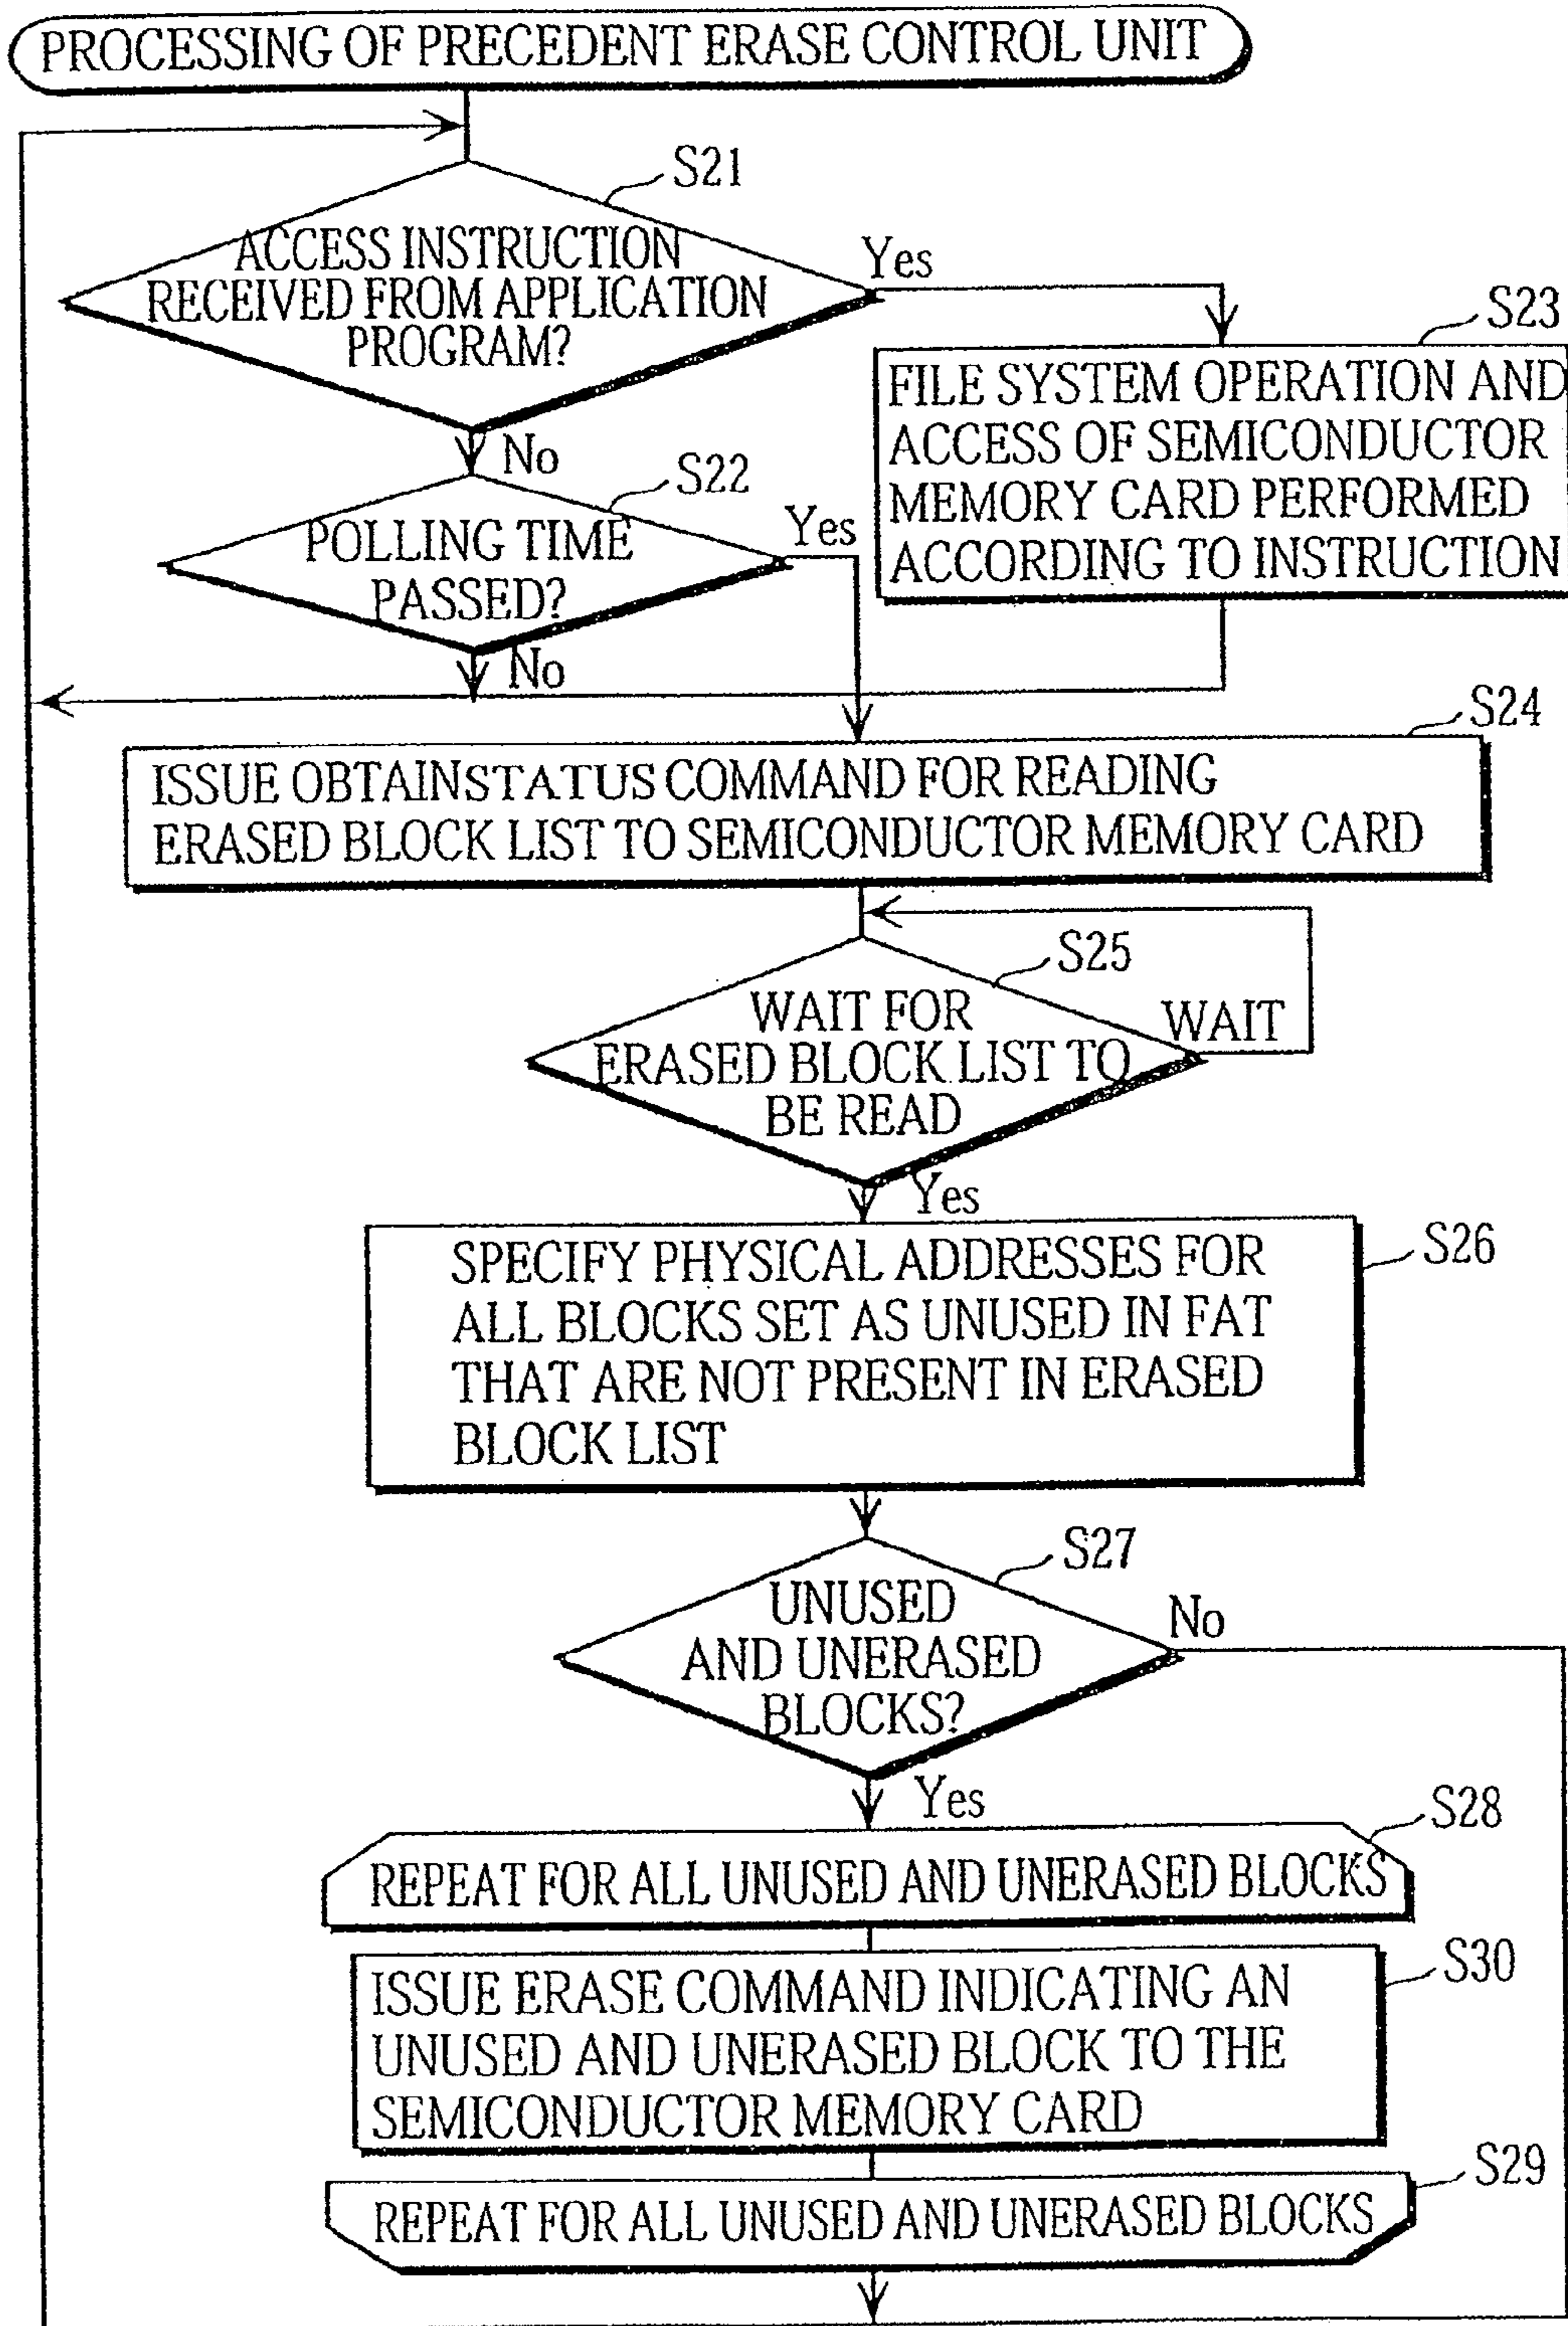 PROCESSING OF PRECEDENT ERASE CONTROL UNIT
S21
ACCESS INSTRUCTION
RECEIVED FROM APPLICATION
PROGRAM?
Yes
No
S23
FILE SYSTEM OPERATION AND
ACCESS OF SEMICONDUCTOR
MEMORY CARD PERFORMED
ACCORDING TO INSTRUCTION
S22
POLLING TIME
PASSED?
Yes
No
S24
ISSUE OBTAINSTATUS COMMAND FOR READING
ERASED BLOCK LIST TO SEMICONDUCTOR MEMORY CARD
S25
WAIT FOR
ERASED BLOCK LIST TO
BE READ
WAIT
Yes
S26
SPECIFY PHYSICAL ADDRESSES FOR
ALL BLOCKS SET AS UNUSED IN FAT
THAT ARE NOT PRESENT IN ERASED
BLOCK LIST
S27
UNUSED
AND UNERASED
BLOCKS?
No
Yes
S28
REPEAT FOR ALL UNUSED AND UNERASED BLOCKS
S30
ISSUE ERASE COMMAND INDICATING AN
UNUSED AND UNERASED BLOCK TO THE
SEMICONDUCTOR MEMORY CARD
S29
REPEAT FOR ALL UNUSED AND UNERASED BLOCKS